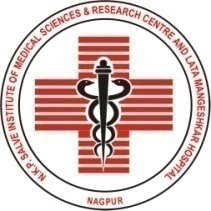 N.K.P. SALVE INSTITUTE OF MEDICAL SCIENCES & RESEARCH CENTRE AND LATA MANGESHKAR HOSPITAL
NAGPUR